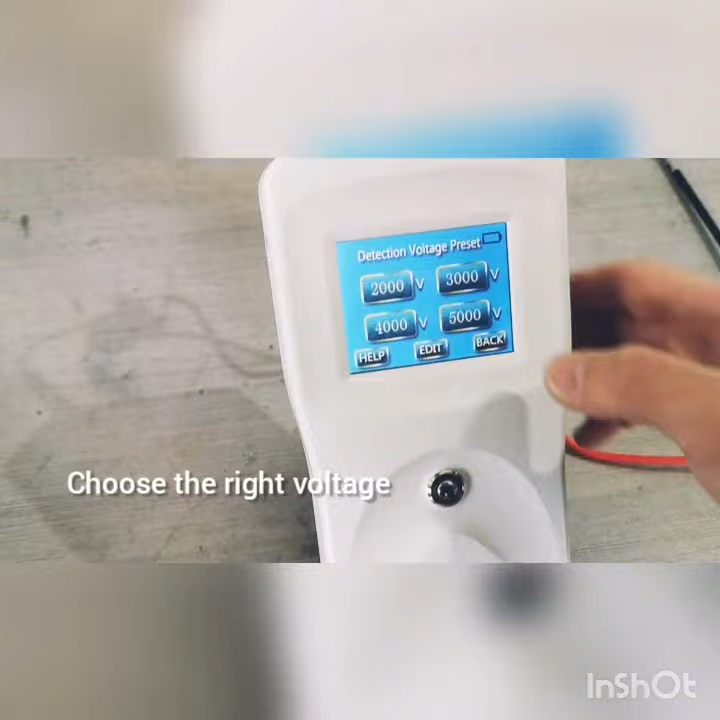 Detection Voltage Preset
2000 V 3000 V
4000 V 5000 V
HELP EDIT BACK
Choose the right voltage
InShOt